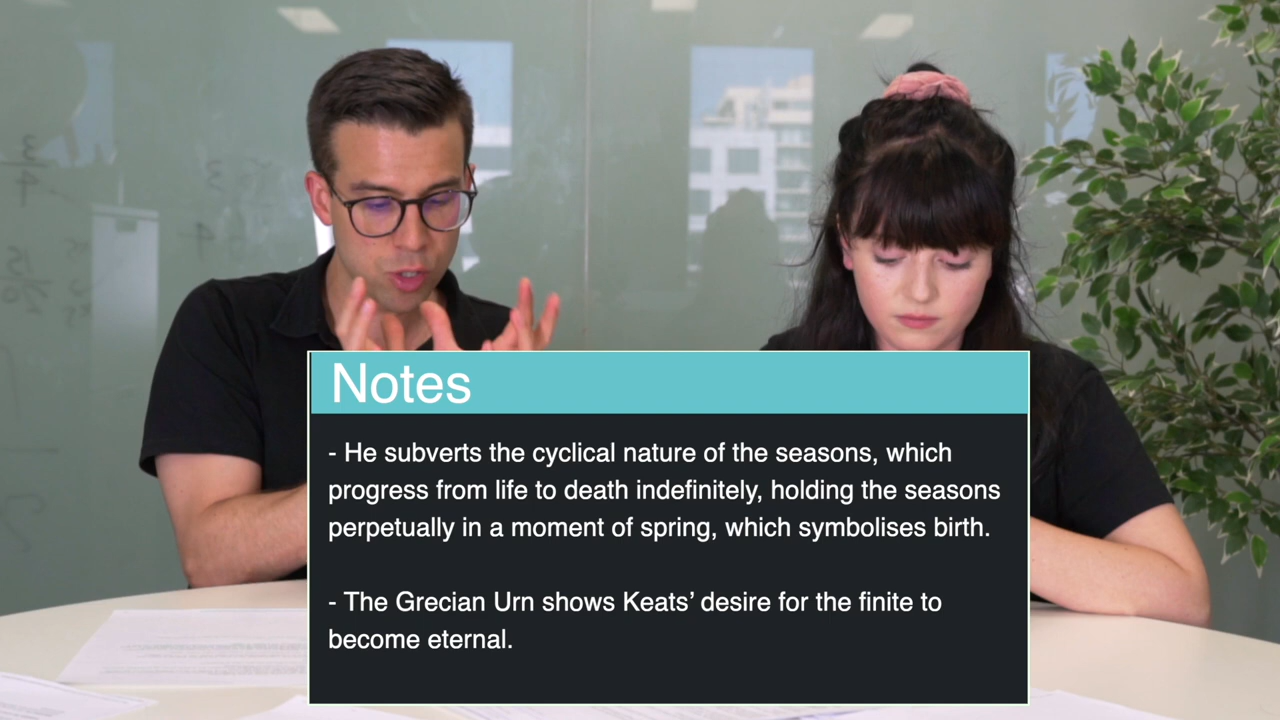 Notes
- He subverts the cyclical nature of the seasons, which
progress from life to death indefinitely, holding the seasons
perpetually in a moment of spring, which symbolises birth.
- The Grecian Urn shows Keats’ desire for the finite to
become eternal.